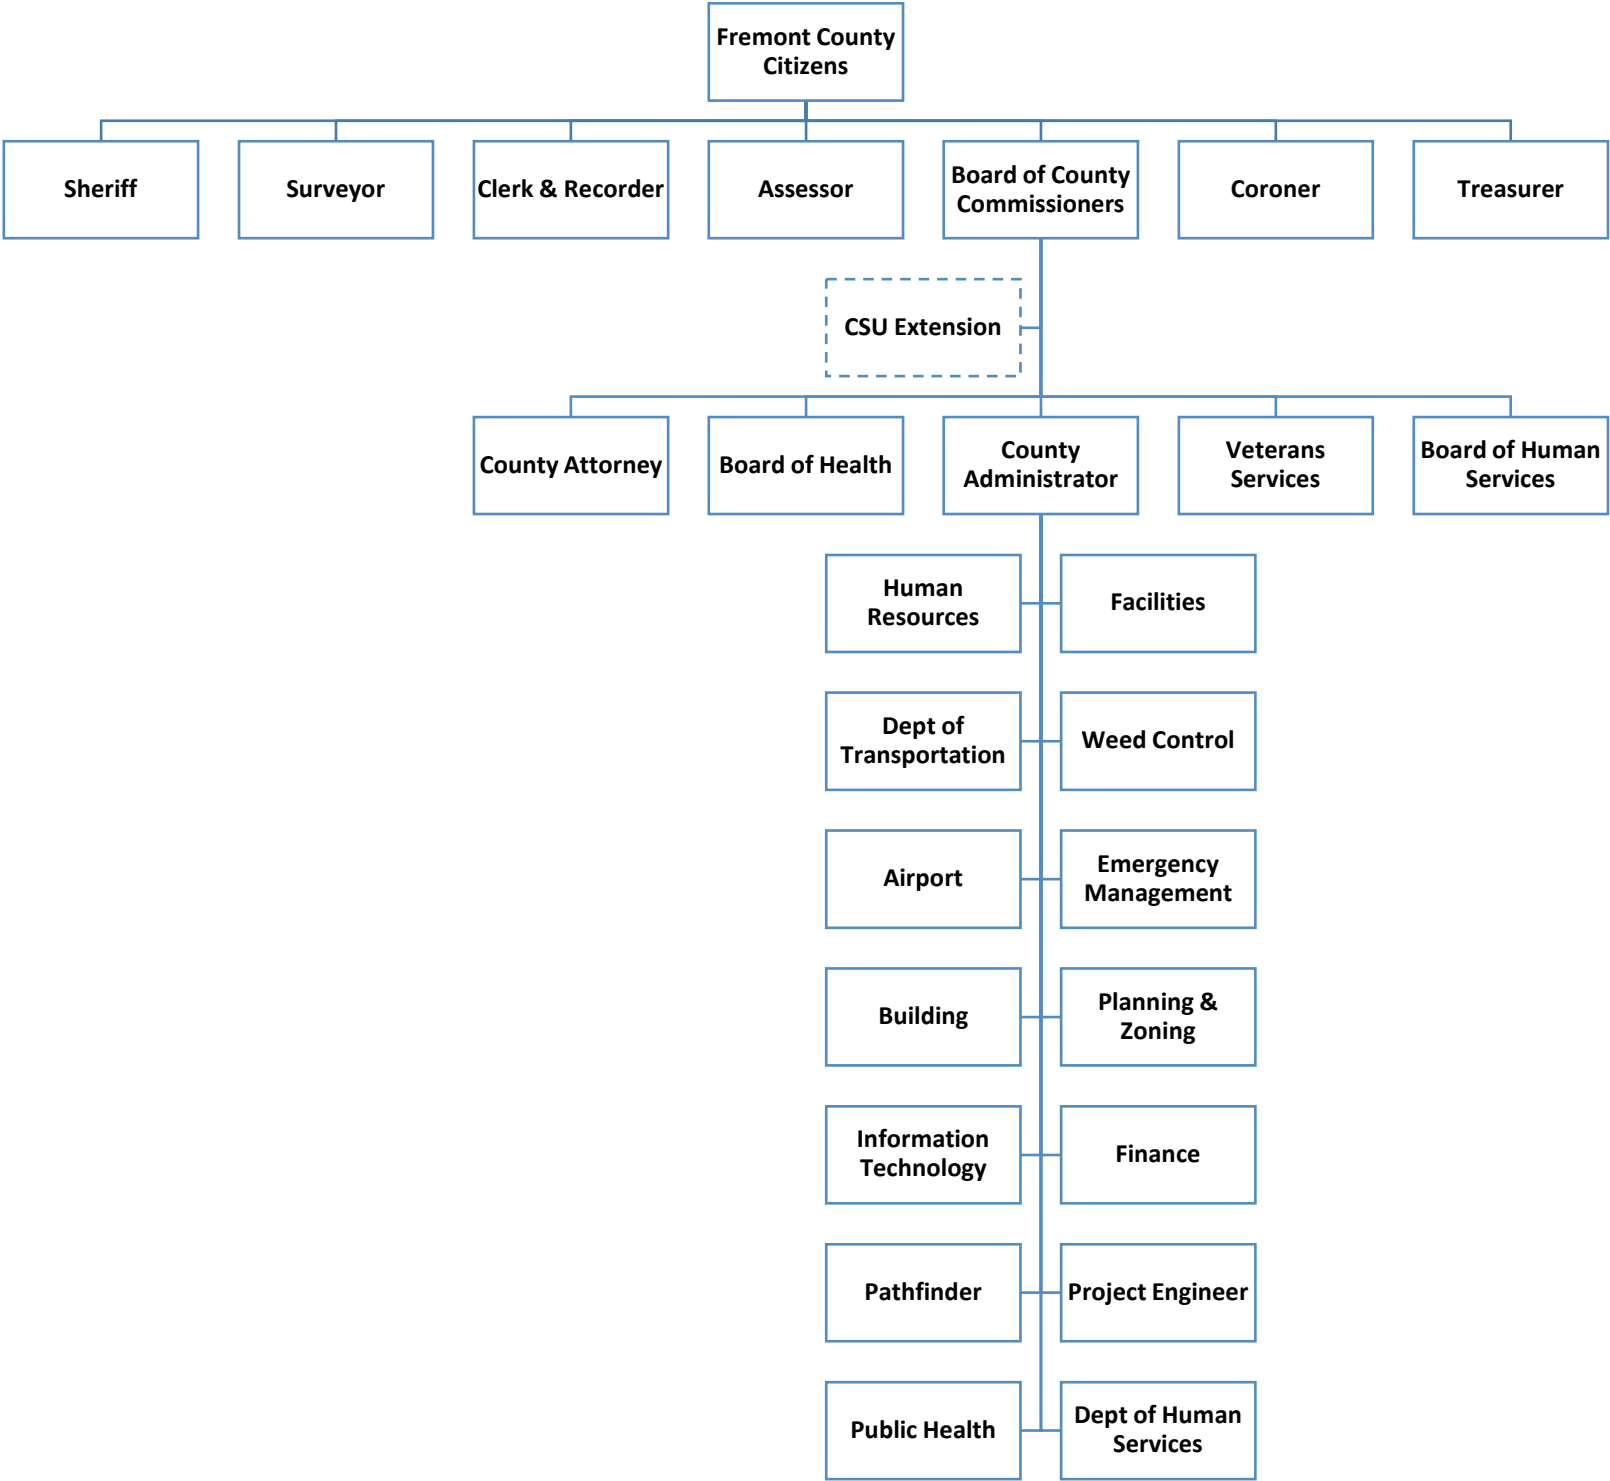 Fremont County
Citizens
Sheriff
Surveyor
Clerk & Recorder
Assessor
Board of County
Commissioners
Coroner
Treasurer
CSU Extension
County Attorney
Board of Health
County
Administrator
Veterans
Services
Board of Human
Services
Human
Resources
Facilities
Dept of
Transportation
Weed Control
Airport
Emergency
Management
Building
Planning &
Zoning
Information
Technology
Finance
Pathfinder
Project Engineer
Public Health
Dept of Human
Services